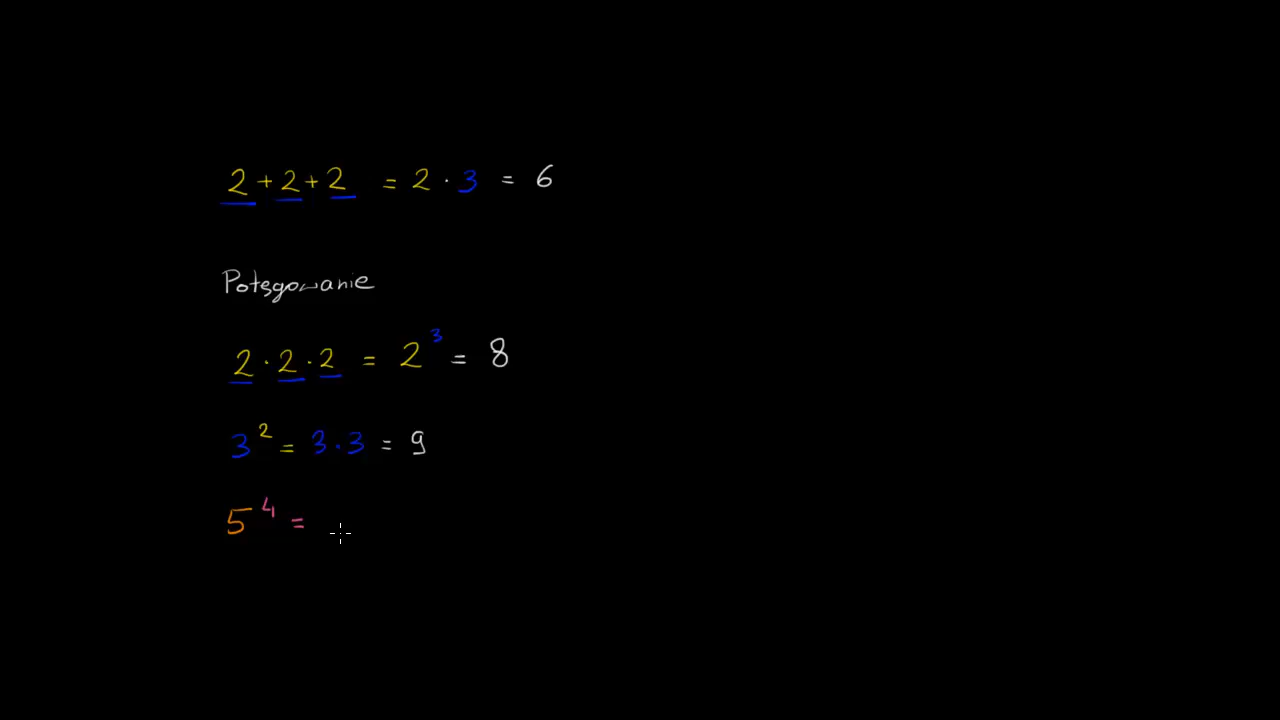 2 + 2 + 2 = 2 · 3 = 6
Potęgowanie
2 · 2 · 2 = 2³ = 8
3² = 3 · 3 = 9
5⁴ =